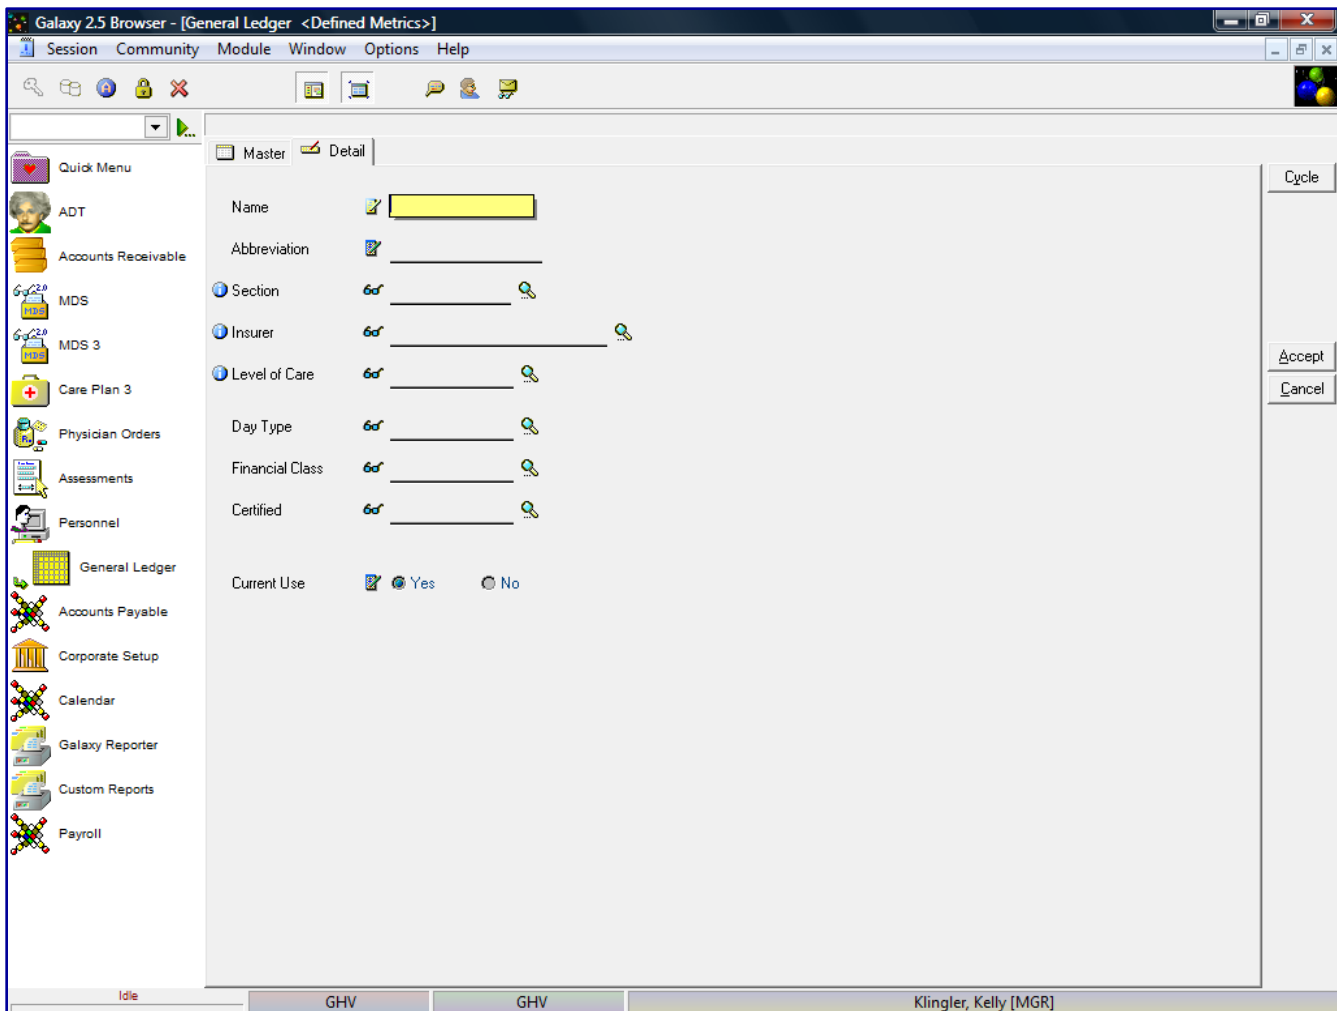 Galaxy 2.5 Browser - [General Ledger <Defined Metrics>]
Session Community Module Window Options Help
Master Detail
Quick Menu
ADT
Accounts Receivable
MDS
MDS 3
Care Plan 3
Physician Orders
Assessments
Personnel
General Ledger
Accounts Payable
Corporate Setup
Calendar
Galaxy Reporter
Custom Reports
Payroll
Name
Abbreviation
Section
Insurer
Level of Care
Day Type
Financial Class
Certified
Current Use Yes No
Cycle
Accept
Cancel
Idle GHV GHV Klingler, Kelly [MGR]